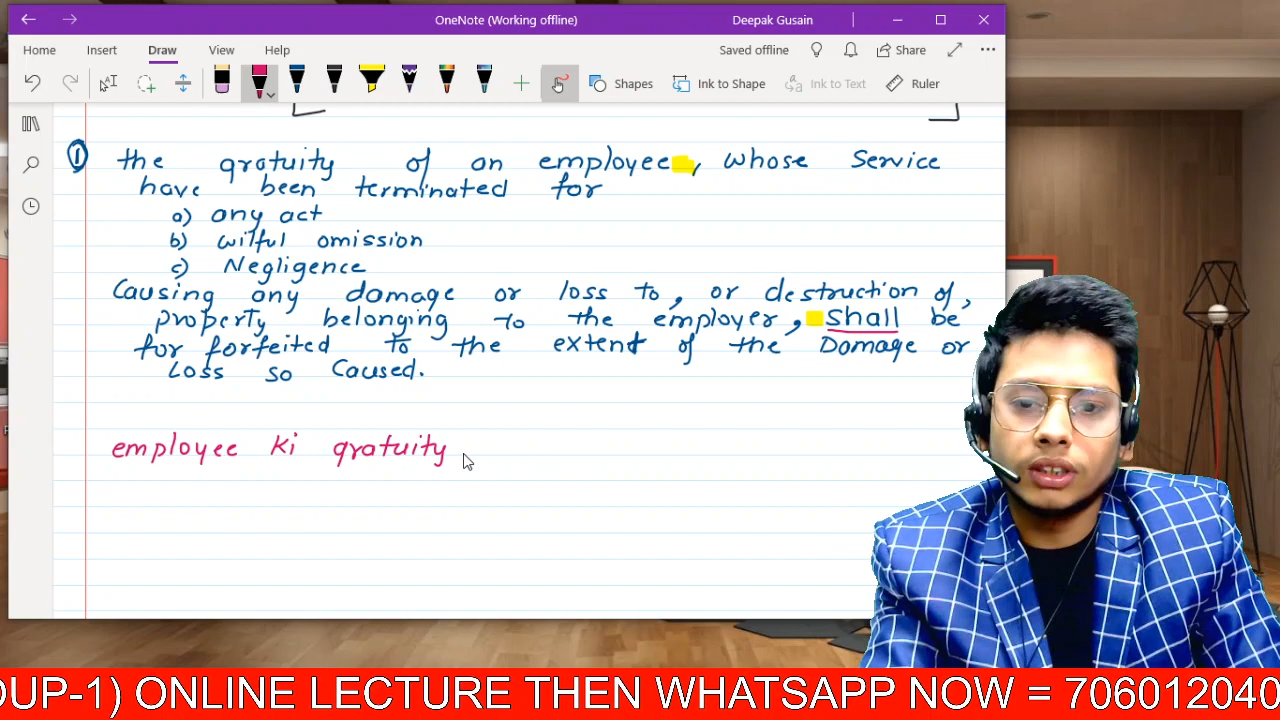 OneNote (Working offline)
Deepak Gusain
Home Insert Draw View Help
Saved offline
Share
Shapes
Ink to Shape
Ink to Text
Ruler
1 the gratuity of an employee , whose Service
have been terminated for
a) any act
b) wilful omission
c) Negligence
Causing any damage or loss to, or destruction of,
property belonging to the employer, shall be
for forfeited to the extent of the Damage or
Loss so Caused.
employee ki gratuity
OUP-1) ONLINE LECTURE THEN WHATSAPP NOW = 706012040